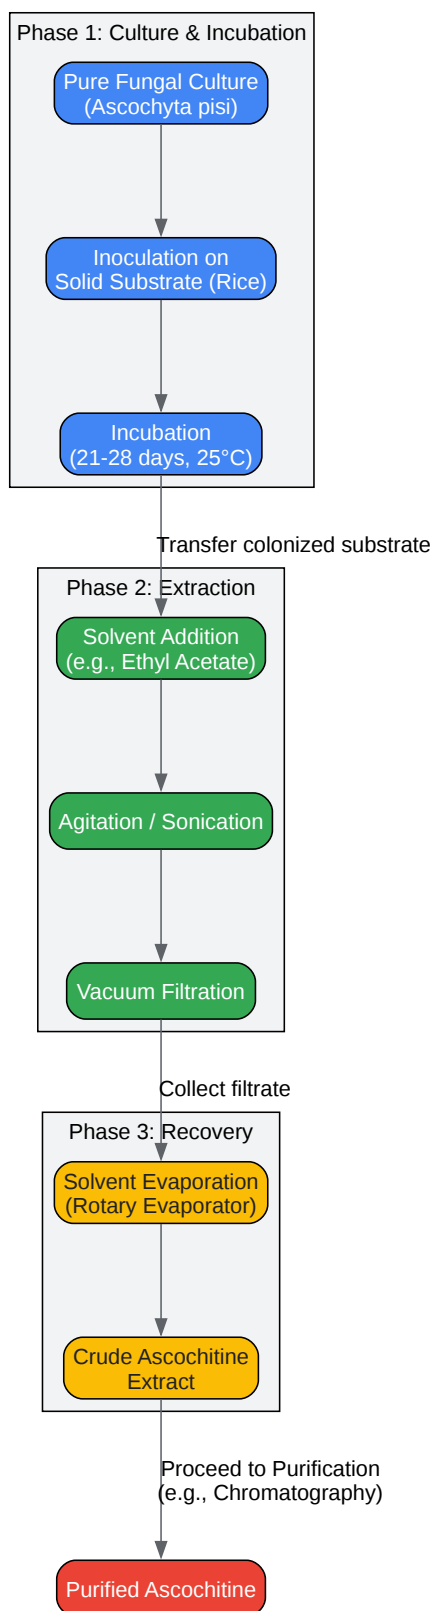 Phase 1: Culture & Incubation
Pure Fungal Culture
(Ascochyta pisi)
Inoculation on
Solid Substrate (Rice)
Incubation
(21-28 days, 25°C)
Transfer colonized substrate
Phase 2: Extraction
Solvent Addition
(e.g., Ethyl Acetate)
Agitation / Sonication
Vacuum Filtration
Collect filtrate
Phase 3: Recovery
Solvent Evaporation
(Rotary Evaporator)
Crude Ascochitine
Extract
Proceed to Purification
(e.g., Chromatography)
Purified Ascochitine